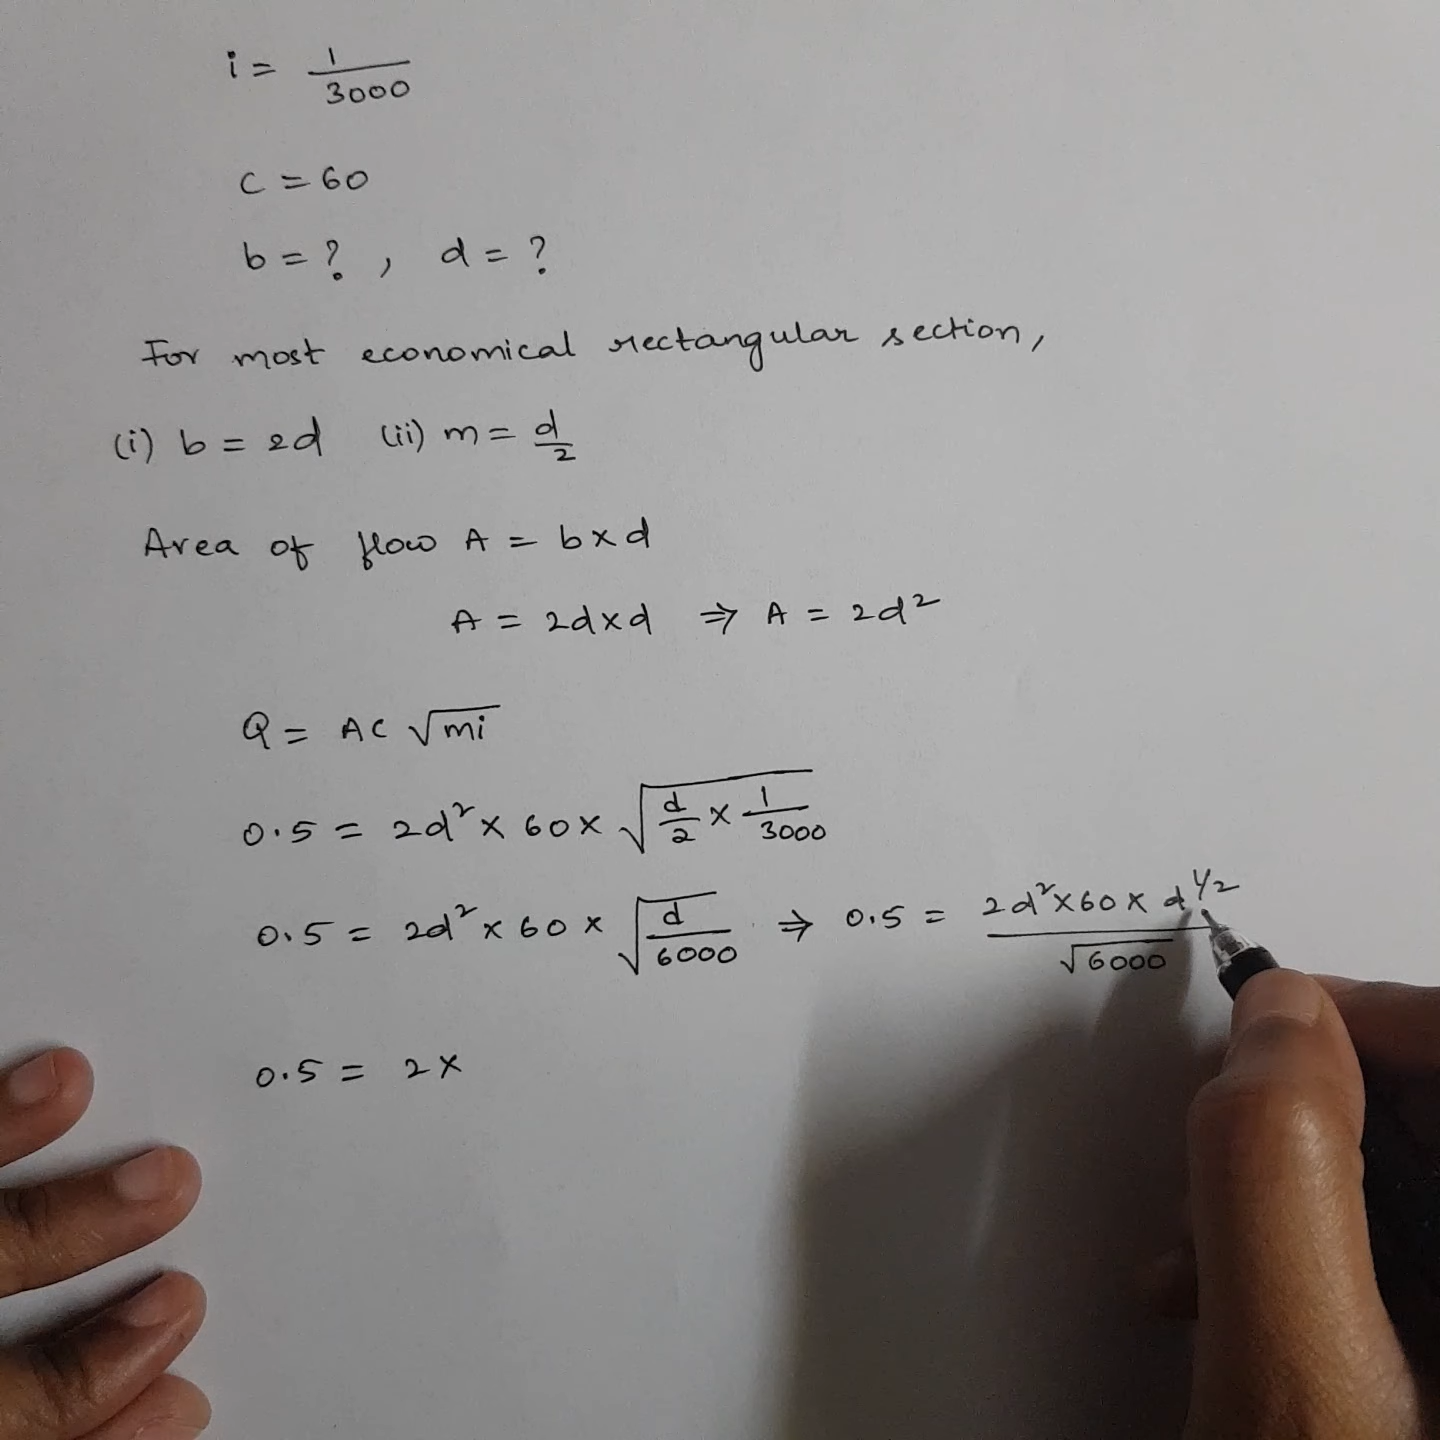 i = 1/3000
C = 60
b = ? , d = ?
For most economical rectangular section,
(i) b = 2d (ii) m = d/2
Area of flow A = b×d
A = 2d×d ⇒ A = 2d²
Q = AC √mi
0.5 = 2d² × 60 × √(d/2 × 1/3000)
0.5 = 2d² × 60 × √(d/6000) ⇒ 0.5 = 2d²×60×d^1/2 / √6000
0.5 = 2×